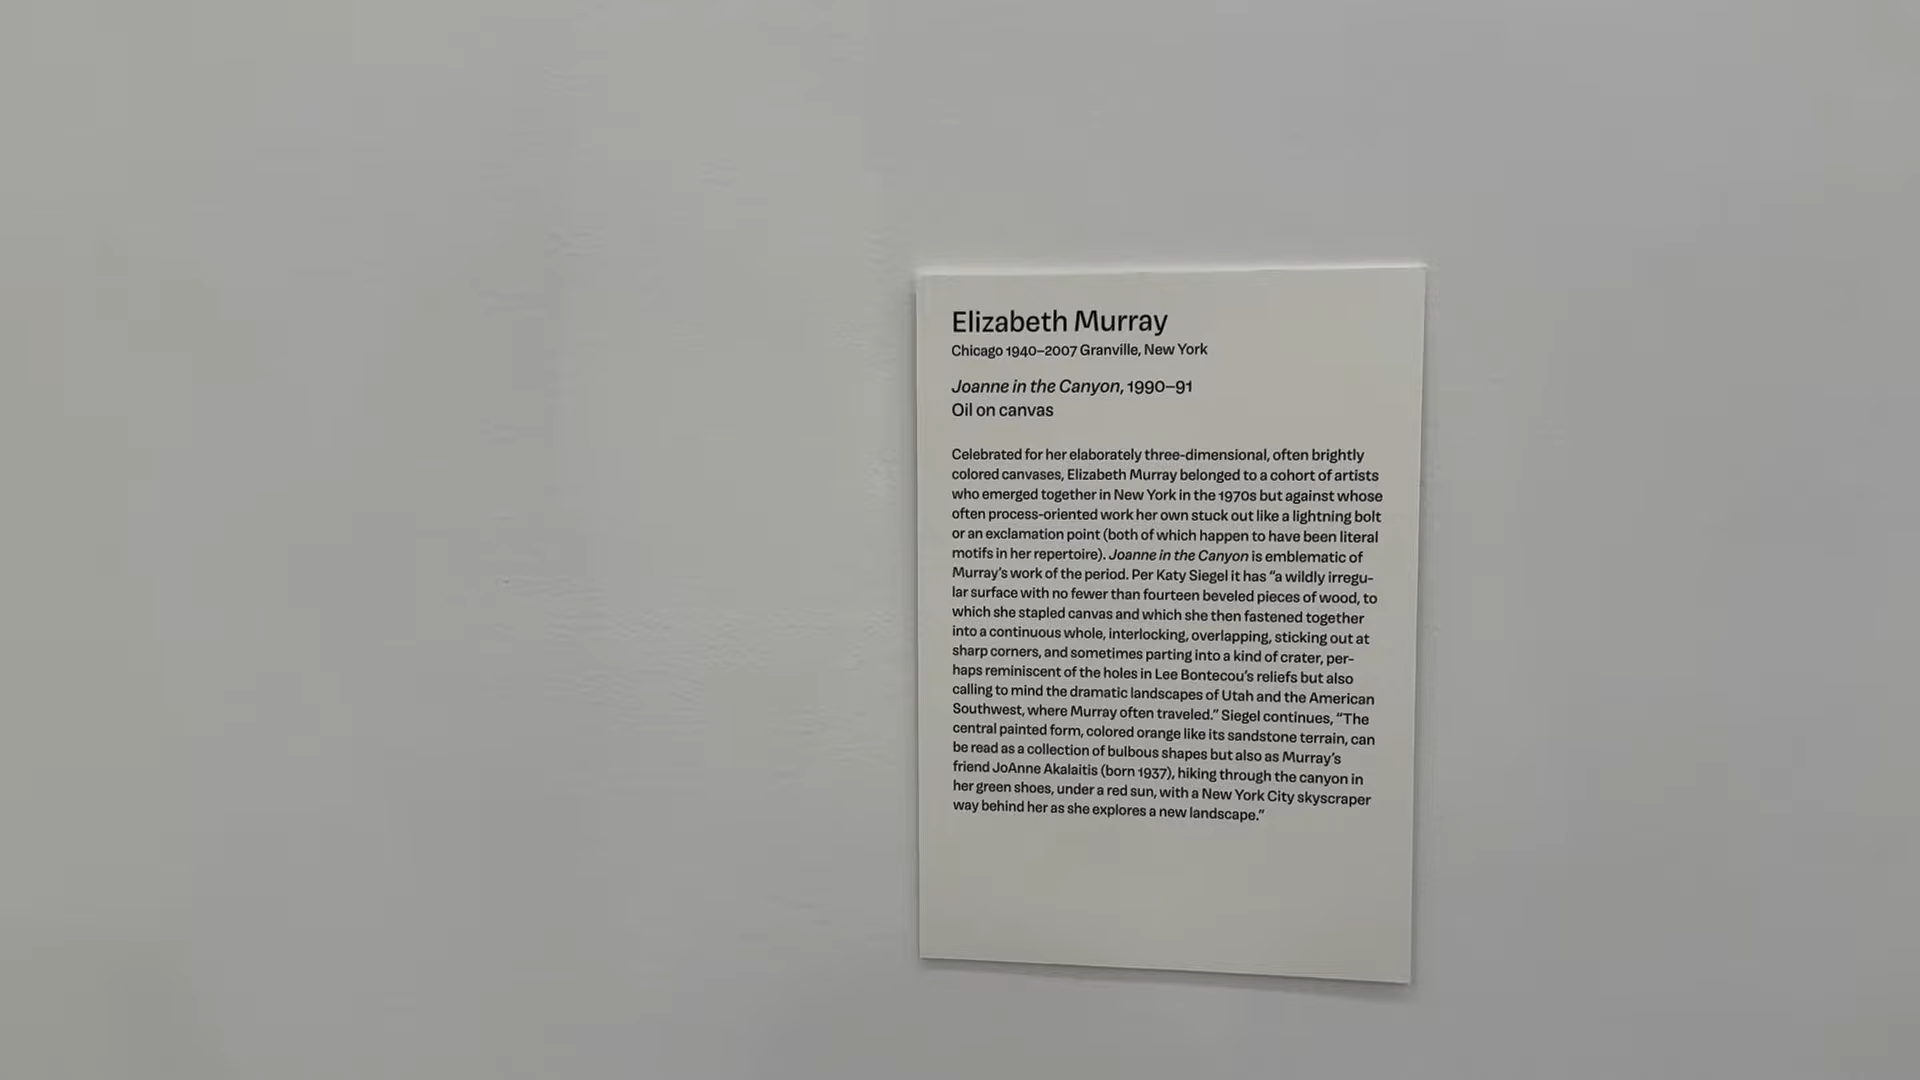 Elizabeth Murray
Chicago 1940–2007 Granville, New York
Joanne in the Canyon, 1990–91
Oil on canvas
Celebrated for her elaborately three-dimensional, often brightly
colored canvases, Elizabeth Murray belonged to a cohort of artists
who emerged together in New York in the 1970s but against whose
often process-oriented work her own stuck out like a lightning bolt
or an exclamation point (both of which happen to have been literal
motifs in her repertoire). Joanne in the Canyon is emblematic of
Murray's work of the period. Per Katy Siegel it has "a wildly irregu-
lar surface with no fewer than fourteen beveled pieces of wood, to
which she stapled canvas and which she then fastened together
into a continuous whole, interlocking, overlapping, sticking out at
sharp corners, and sometimes parting into a kind of crater, per-
haps reminiscent of the holes in Lee Bontecou's reliefs but also
calling to mind the dramatic landscapes of Utah and the American
Southwest, where Murray often traveled." Siegel continues, "The
central painted form, colored orange like its sandstone terrain, can
be read as a collection of bulbous shapes but also as Murray's
friend JoAnne Akalaitis (born 1937), hiking through the canyon in
her green shoes, under a red sun, with a New York City skyscraper
way behind her as she explores a new landscape."